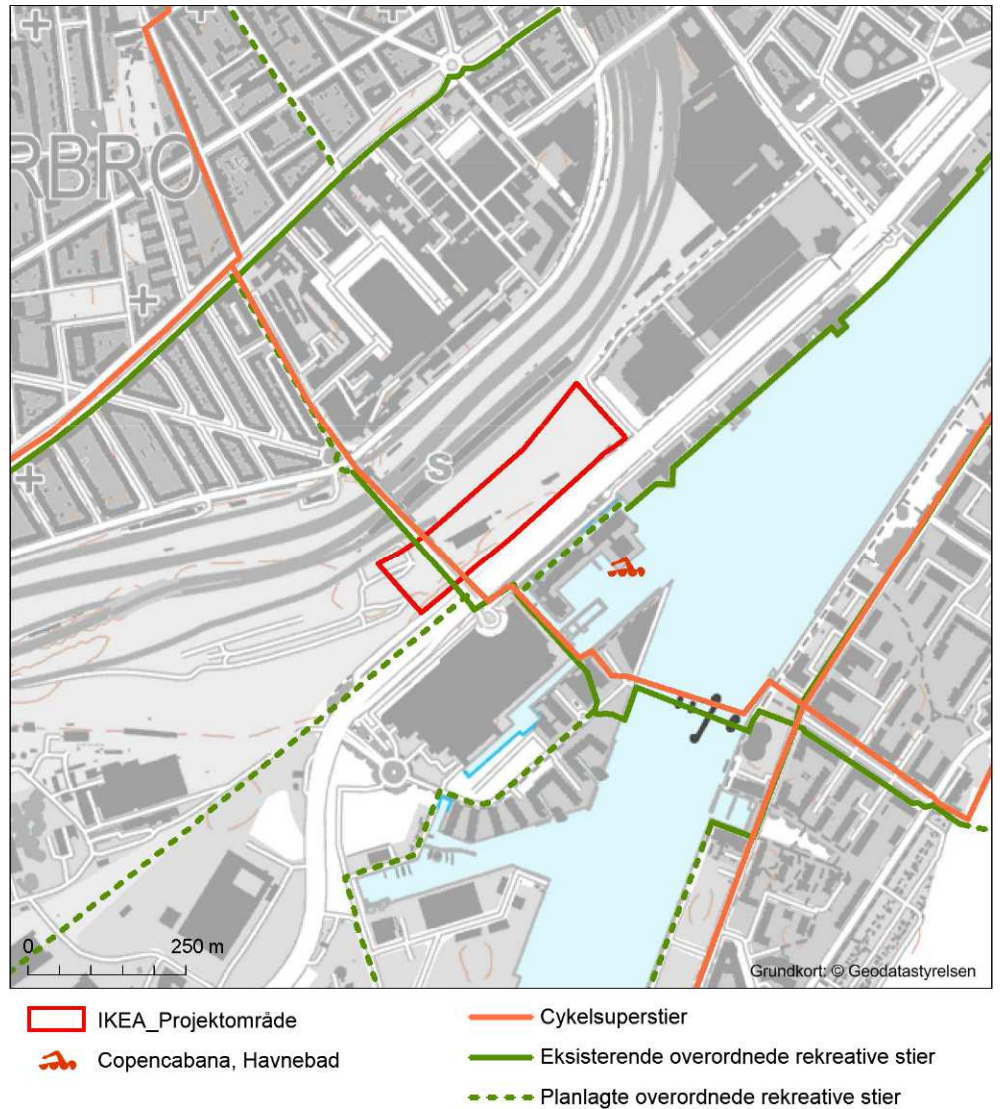 RBRO
S
0 250 m
Grundkort: © Geodatastyrelsen
IKEA_Projektområde
Copencabana, Havnebad
Cykelsuperstier
Eksisterende overordnede rekreative stier
Planlagte overordnede rekreative stier